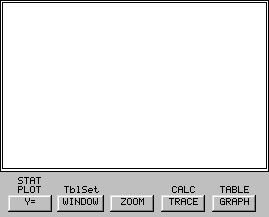 STAT
PLOT TblSet CALC TABLE
Y= WINDOW ZOOM TRACE GRAPH